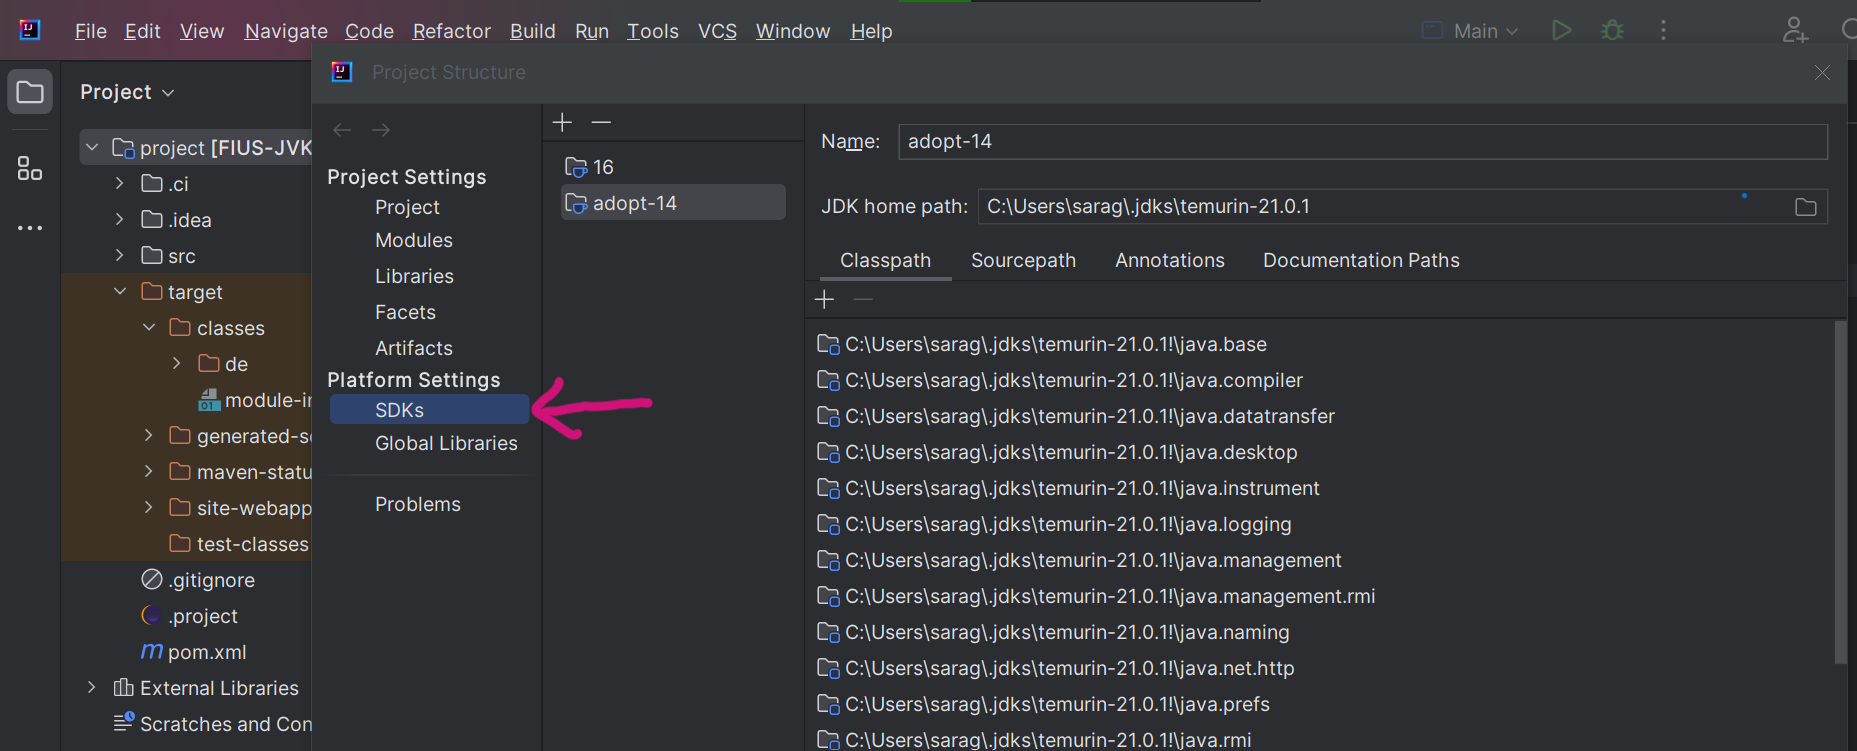 File Edit View Navigate Code Refactor Build Run Tools VCS Window Help Main
Project Structure
Project
project [FIUS-JVK
.ci
.idea
src
target
classes
de
generated-s
maven-statu
site-webapp
test-classes
.gitignore
.project
pom.xml
External Libraries
Scratches and Con
Project Settings
Project
Modules
Libraries
Facets
Artifacts
Platform Settings
SDKs
Global Libraries
Problems
16
adopt-14
Name: adopt-14
JDK home path: C:\Users\sarag\.jdks\temurin-21.0.1
Classpath Sourcepath Annotations Documentation Paths
C:\Users\sarag\.jdks\temurin-21.0.1!\java.base
C:\Users\sarag\.jdks\temurin-21.0.1!\java.compiler
C:\Users\sarag\.jdks\temurin-21.0.1!\java.datatransfer
C:\Users\sarag\.jdks\temurin-21.0.1!\java.desktop
C:\Users\sarag\.jdks\temurin-21.0.1!\java.instrument
C:\Users\sarag\.jdks\temurin-21.0.1!\java.logging
C:\Users\sarag\.jdks\temurin-21.0.1!\java.management
C:\Users\sarag\.jdks\temurin-21.0.1!\java.management.rmi
C:\Users\sarag\.jdks\temurin-21.0.1!\java.naming
C:\Users\sarag\.jdks\temurin-21.0.1!\java.net.http
C:\Users\sarag\.jdks\temurin-21.0.1!\java.prefs
C:\Users\sarag\.jdks\temurin-21.0.1!\java.rmi